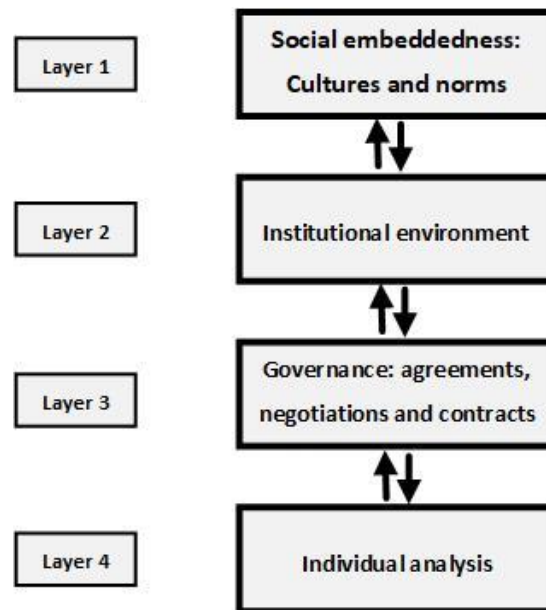 Layer 1
Social embeddedness:
Cultures and norms
Layer 2
Institutional environment
Layer 3
Governance: agreements,
negotiations and contracts
Layer 4
Individual analysis